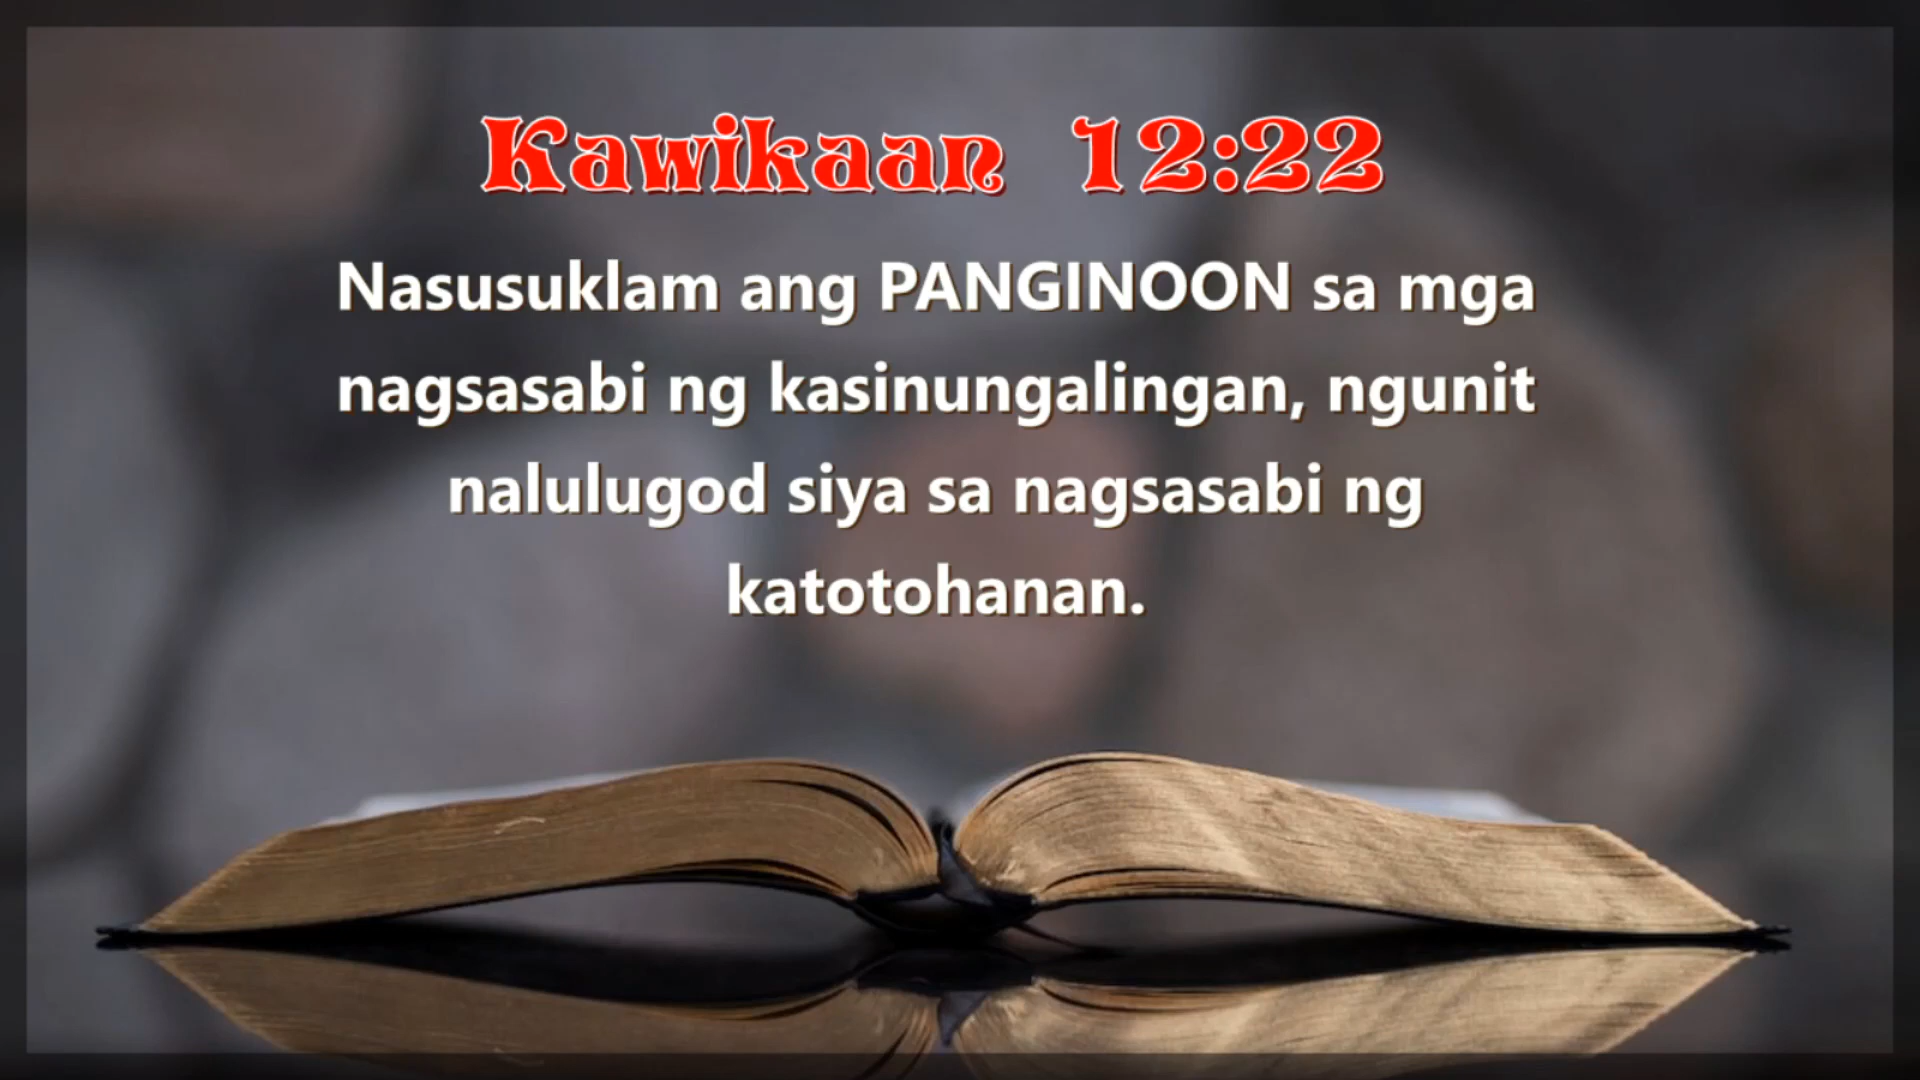 Kawikaan 12:22
Nasusuklam ang PANGINOON sa mga
nagsasabi ng kasinungalingan, ngunit
nalulugod siya sa nagsasabi ng
katotohanan.